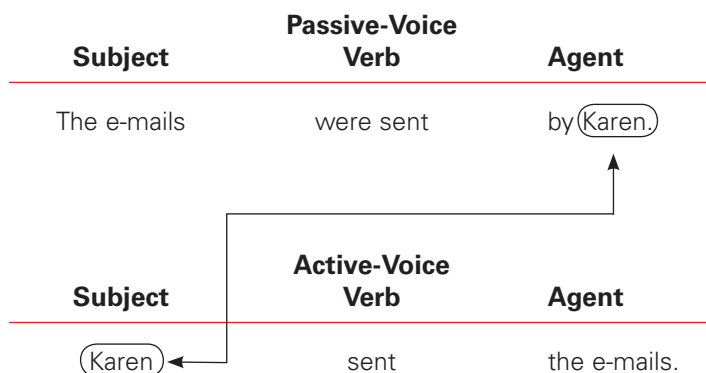 Passive-Voice
Subject Verb Agent
The e-mails were sent by Karen.
Active-Voice
Subject Verb Agent
Karen sent the e-mails.